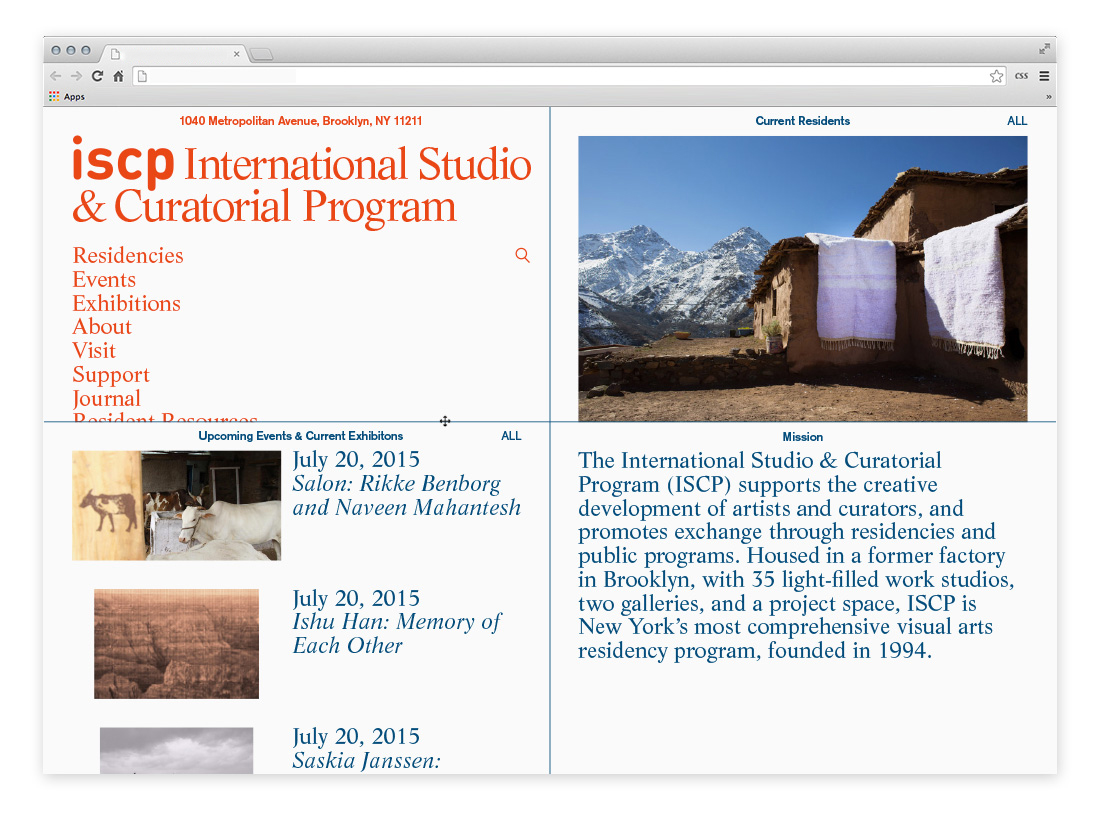 css
Apps
»
1040 Metropolitan Avenue, Brooklyn, NY 11211
iscp International Studio
& Curatorial Program
Residencies
Events
Exhibitions
About
Visit
Support
Journal
Resident Resources
Current Residents
ALL
Upcoming Events & Current Exhibitons
ALL
July 20, 2015
Salon: Rikke Benborg
and Naveen Mahantesh
July 20, 2015
Ishu Han: Memory of
Each Other
July 20, 2015
Saskia Janssen:
Mission
The International Studio & Curatorial
Program (ISCP) supports the creative
development of artists and curators, and
promotes exchange through residencies and
public programs. Housed in a former factory
in Brooklyn, with 35 light-filled work studios,
two galleries, and a project space, ISCP is
New York’s most comprehensive visual arts
residency program, founded in 1994.